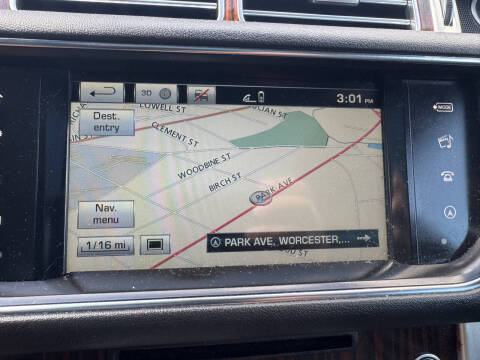 3D
3:01 PM
LOWELL ST
Dest.
entry
CLEMENT ST
WOODBINE ST
BIRCH ST
PARK AVE
Nav.
menu
1/16 mi
PARK AVE, WORCESTER,...
MODE